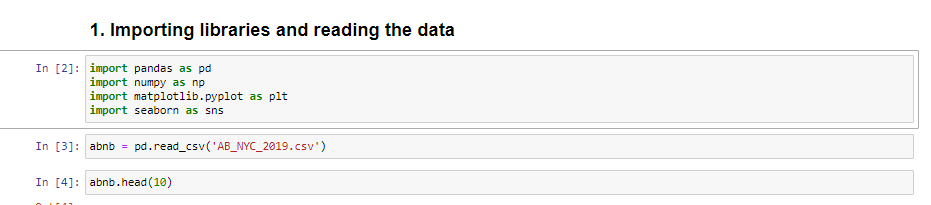 1. Importing libraries and reading the data
In [2]: import pandas as pd
import numpy as np
import matplotlib.pyplot as plt
import seaborn as sns
In [3]: abnb = pd.read_csv('AB_NYC_2019.csv')
In [4]: abnb.head(10)